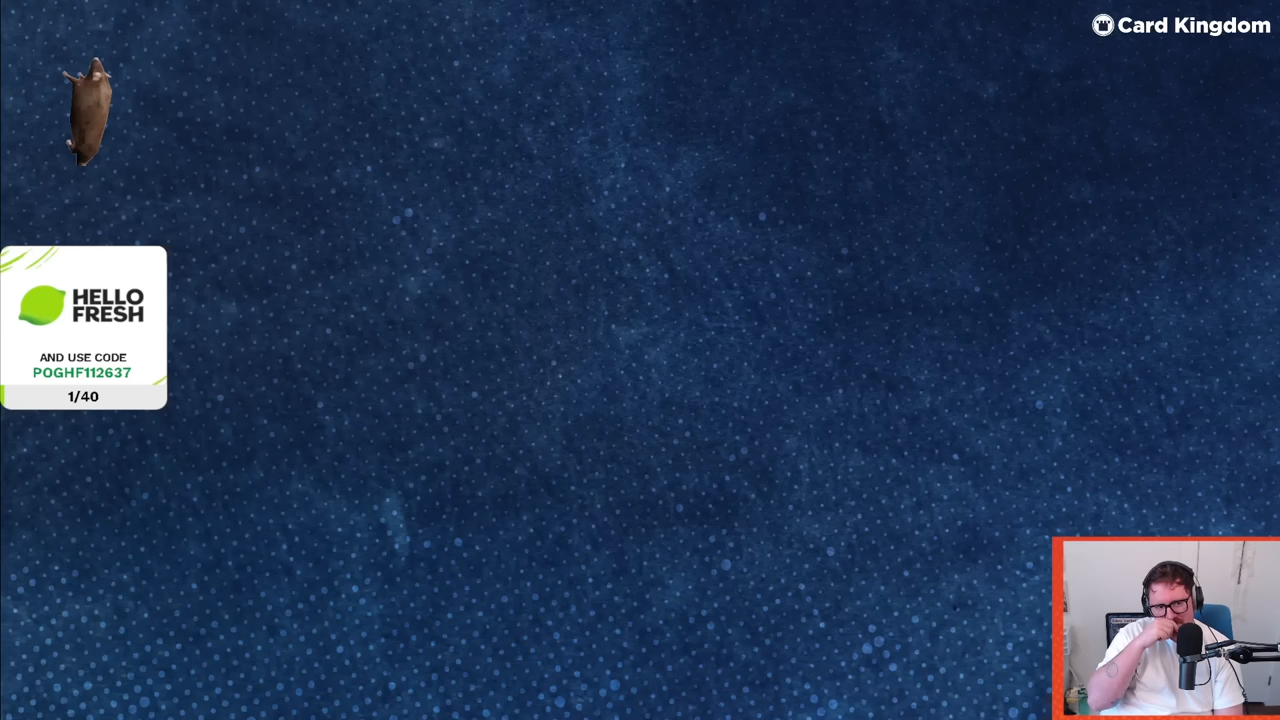 Card Kingdom
HELLO
FRESH
AND USE CODE
POGHF112637
1/40